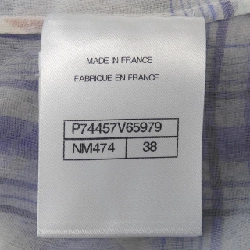 MADE IN FRANCE
FABRIQUE EN FRANCE
P74457V65979
NM474 38